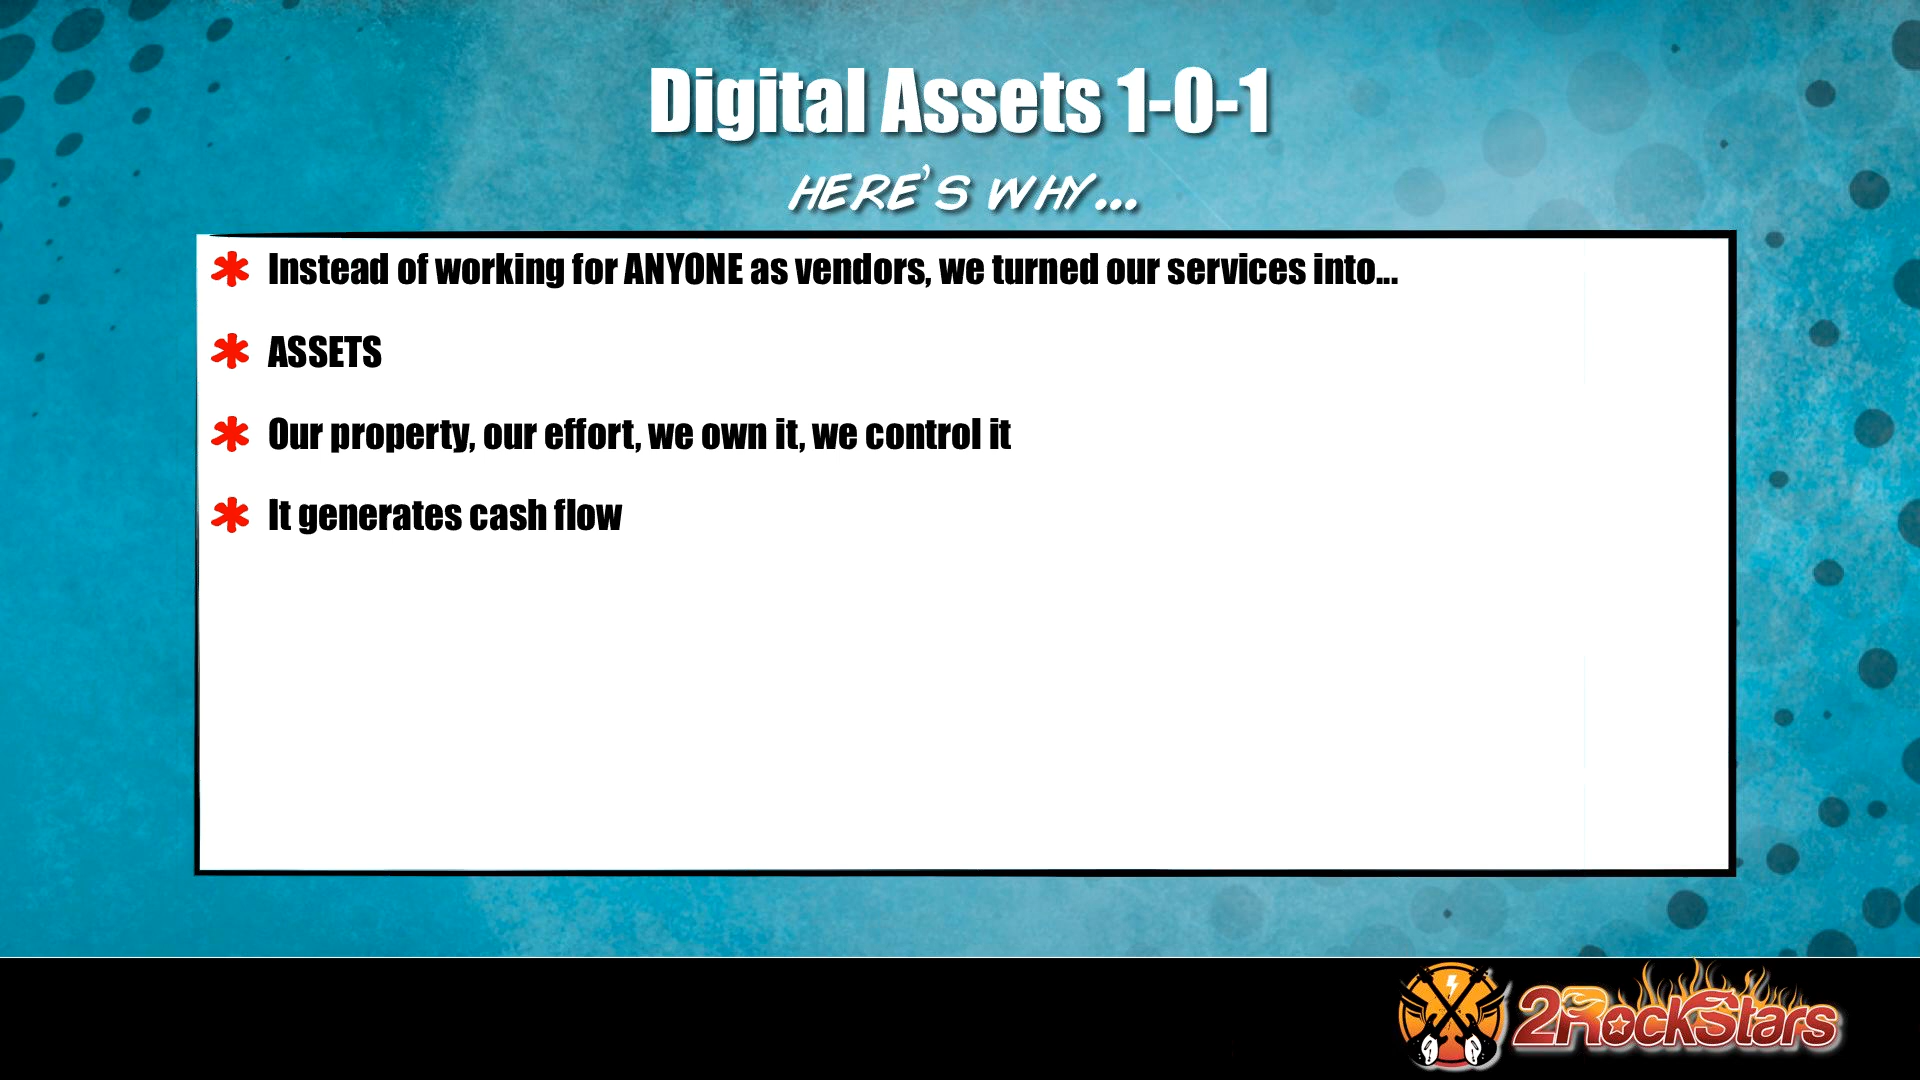 Digital Assets 1-0-1
HERE'S WHY...
Instead of working for ANYONE as vendors, we turned our services into...
ASSETS
Our property, our effort, we own it, we control it
It generates cash flow
2RockStars